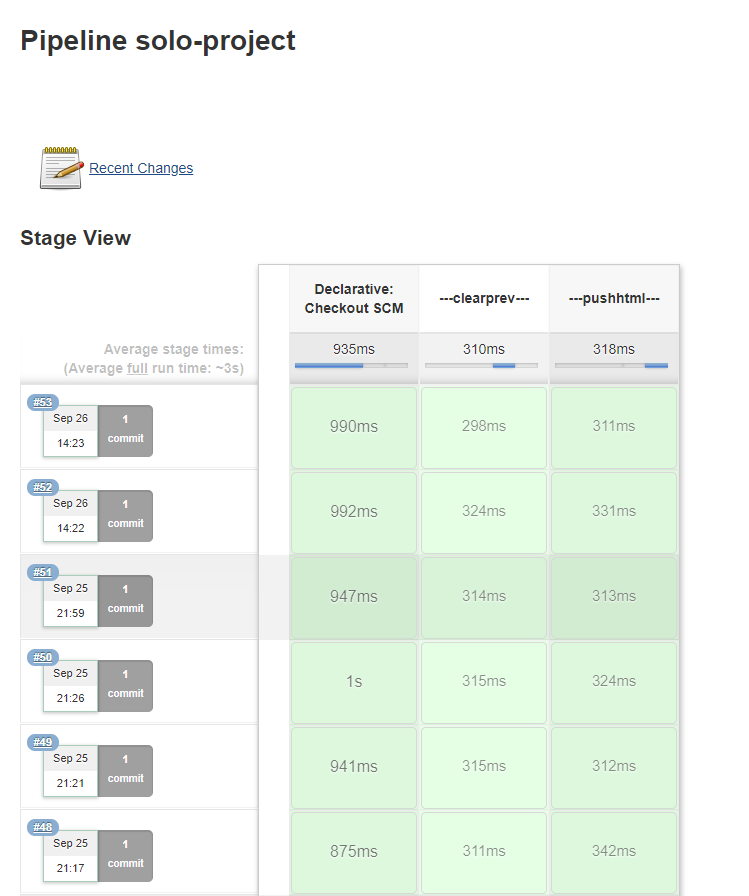 Pipeline solo-project
Recent Changes
Stage View
Declarative:
Checkout SCM
---clearprev---
---pushhtml---
Average stage times:
(Average full run time: ~3s)
935ms
310ms
318ms
#53
Sep 26
14:23
1
commit
990ms
298ms
311ms
#52
Sep 26
14:22
1
commit
992ms
324ms
331ms
#51
Sep 25
21:59
1
commit
947ms
314ms
313ms
#50
Sep 25
21:26
1
commit
1s
315ms
324ms
#49
Sep 25
21:21
1
commit
941ms
315ms
312ms
#48
Sep 25
21:17
1
commit
875ms
311ms
342ms